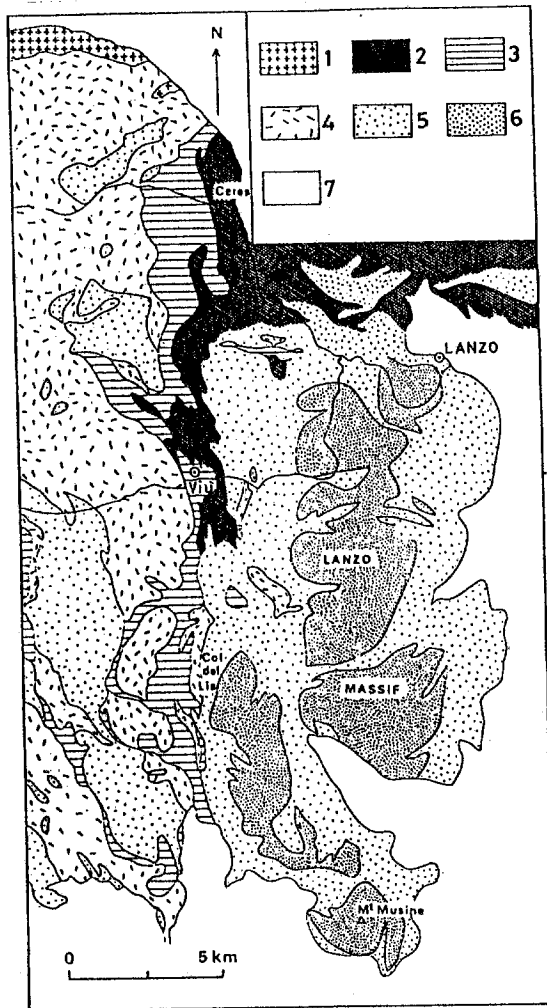 N
1 2 3
4 5 6
7
Ceres
LANZO
Viù
LANZO
Col
del
Lis
MASSIF
Mt Musine
0 5 km